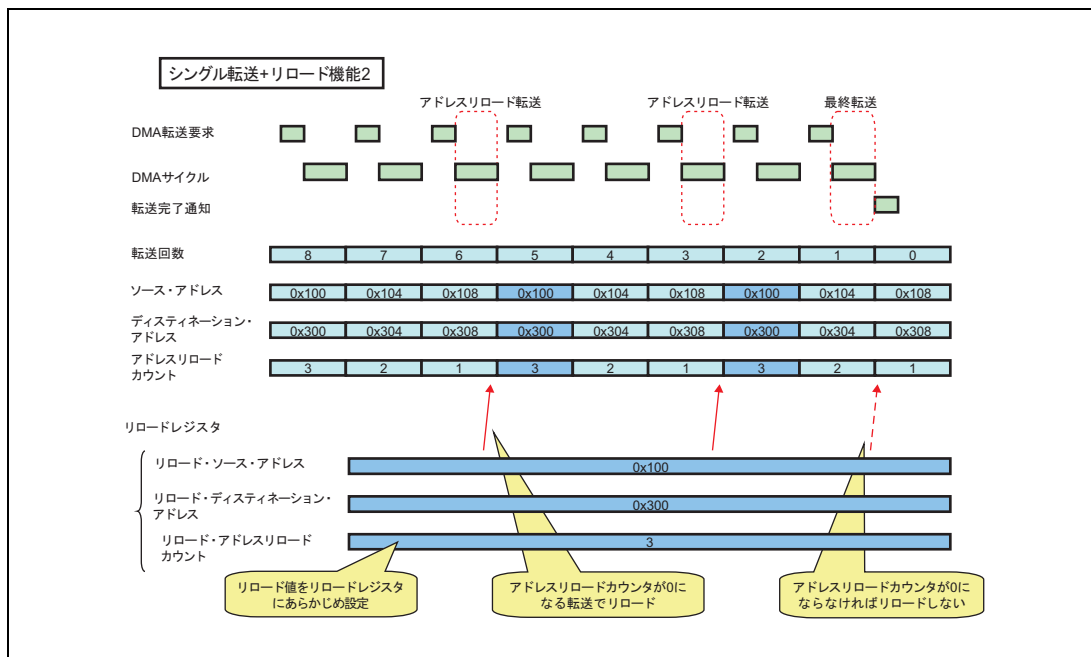 シングル転送+リロード機能2
アドレスリロード転送 アドレスリロード転送 最終転送
DMA転送要求
DMAサイクル
転送完了通知
転送回数 8 7 6 5 4 3 2 1 0
ソース・アドレス 0x100 0x104 0x108 0x100 0x104 0x108 0x100 0x104 0x108
ディスティネーション・
アドレス 0x300 0x304 0x308 0x300 0x304 0x308 0x300 0x304 0x308
アドレスリロード
カウント 3 2 1 3 2 1 3 2 1
リロードレジスタ
リロード・ソース・アドレス 0x100
リロード・ディスティネーション・
アドレス 0x300
リロード・アドレスリロード
カウント 3
リロード値をリロードレジスタ
にあらかじめ設定
アドレスリロードカウンタが0に
なる転送でリロード
アドレスリロードカウンタが0に
ならなければリロードしない